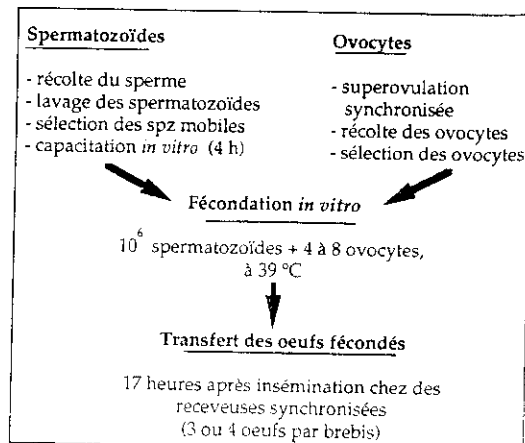 Spermatozoïdes
- récolte du sperme
- lavage des spermatozoïdes
- sélection des spz mobiles
- capacitation in vitro (4 h)
Ovocytes
- superovulation
synchronisée
- récolte des ovocytes
- sélection des ovocytes
Fécondation in vitro
10⁶ spermatozoïdes + 4 à 8 ovocytes,
à 39 °C
Transfert des oeufs fécondés
17 heures après insémination chez des
receveuses synchronisées
(3 ou 4 oeufs par brebis)